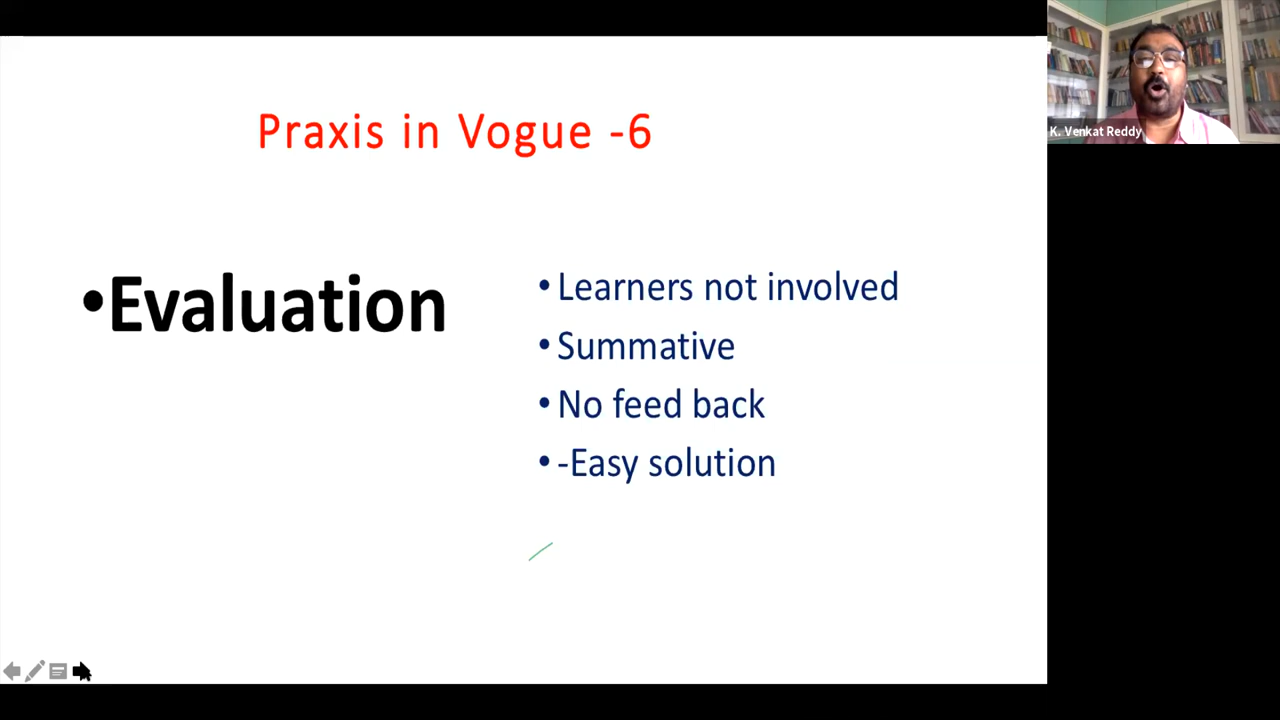 Praxis in Vogue -6
•Evaluation
•Learners not involved
•Summative
•No feed back
•-Easy solution
K. Venkat Reddy